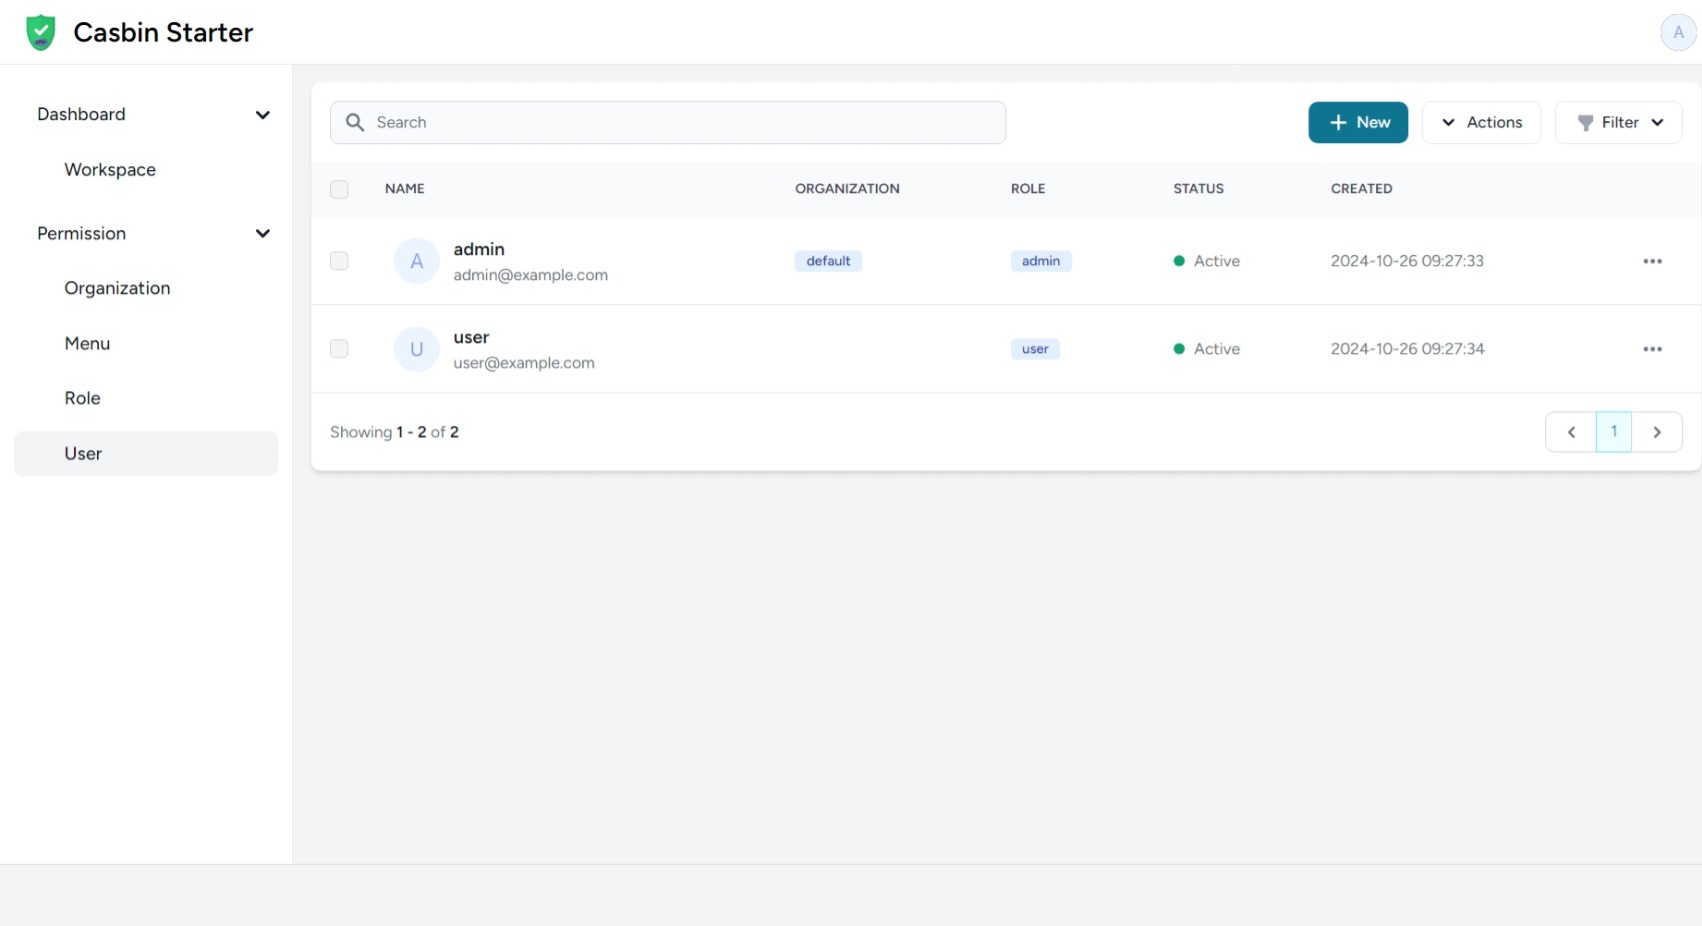 Casbin Starter
A
Dashboard
Workspace
Permission
Organization
Menu
Role
User
Search
New
Actions
Filter
NAME ORGANIZATION ROLE STATUS CREATED
A admin
admin@example.com
default admin Active 2024-10-26 09:27:33
U user
user@example.com
user Active 2024-10-26 09:27:34
Showing 1 - 2 of 2
1